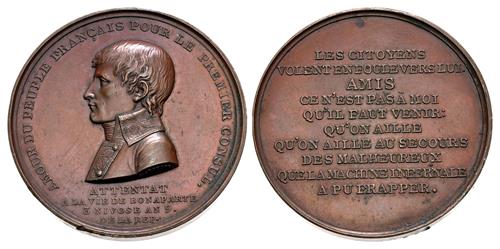 AMOUR DU PEUPLE FRANÇAIS POUR LE PREMIER CONSUL.
ATTENTAT
A LA VIE DE BONAPARTE
3 NIVOSE AN 9.
DE LA REP.
LES CITOYENS
VOLENT EN FOULE VERS LUI.
AMIS
CE N'EST PAS À MOI
QU'IL FAUT VENIR:
QU'ON AILLE
QU'ON AILLE AU SECOURS
DES MALHEUREUX
QUE LA MACHINE INFERNALE
A PU FRAPPER.